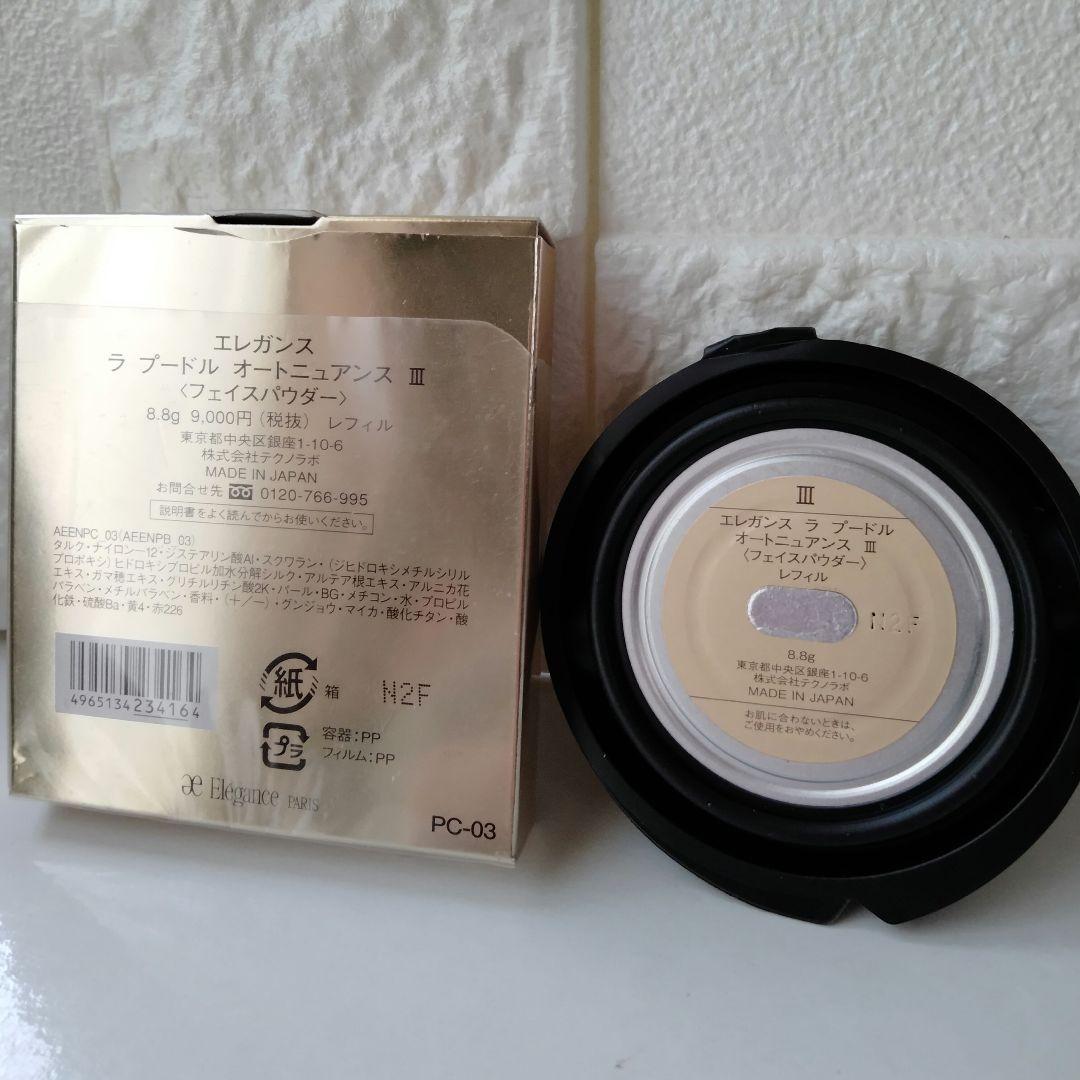 エレガンス
ラ プードル オートニュアンス Ⅲ
〈フェイスパウダー〉
8.8g 9,000円(税抜) レフィル
東京都中央区銀座1-10-6
株式会社テクノラボ
MADE IN JAPAN
お問合せ先 0120-766-995
説明書をよく読んでからお使いください。
AEENPC 03(AEENPB 03)
タルク・ナイロン－12・ジステアリン酸Al・スクワラン・(ジヒドロキシメチルシリル
プロポキシ)ヒドロキシプロピル加水分解シルク・アルテア根エキス・アルニカ花
エキス・ガマ穂エキス・グリチルリチン酸2K・パール・BG・メチコン・水・プロピル
パラベン・メチルパラベン・香料・(＋/－)・グンジョウ・マイカ・酸化チタン・酸
化鉄・硫酸Ba・黄4・赤226
4965134234164
紙 箱 N2F
プラ 容器:PP
フィルム:PP
æ Elégance PARIS
PC-03
Ⅲ
エレガンス ラ プードル
オートニュアンス Ⅲ
〈フェイスパウダー〉
レフィル
N2F
8.8g
東京都中央区銀座1-10-6
株式会社テクノラボ
MADE IN JAPAN
お肌に合わないときは、
ご使用をおやめください。